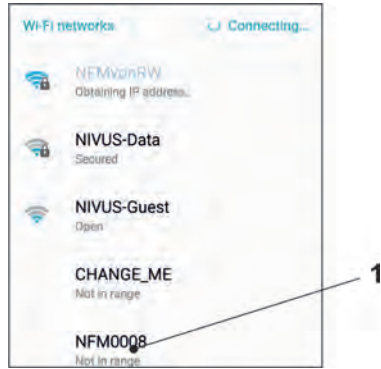 Wi-Fi networks Connecting...
NFMvonRW
Obtaining IP address..
NIVUS-Data
Secured
NIVUS-Guest
Open
CHANGE_ME
Not in range
1
NFM0008
Not in range